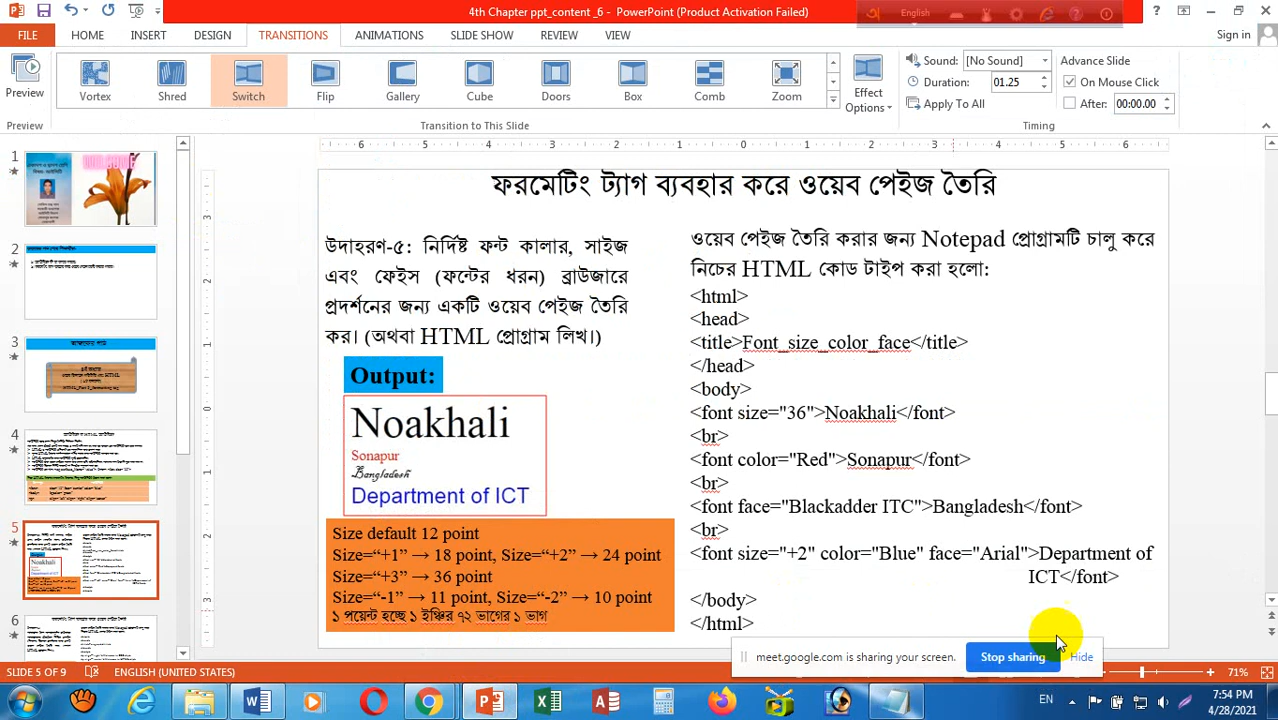 4th Chapter ppt_content _6 - PowerPoint (Product Activation Failed)
English
FILE
HOME
INSERT
DESIGN
TRANSITIONS
ANIMATIONS
SLIDE SHOW
REVIEW
VIEW
Sign in
Preview
Vortex
Shred
Switch
Flip
Gallery
Cube
Doors
Box
Comb
Zoom
Effect
Options
Sound:
[No Sound]
Duration:
01.25
Apply To All
Advance Slide
On Mouse Click
After:
00:00.00
Preview
Transition to This Slide
Timing
ফরমেটিং ট্যাগ ব্যবহার করে ওয়েব পেইজ তৈরি
উদাহরণ-৫: নির্দিষ্ট ফন্ট কালার, সাইজ
এবং ফেইস (ফন্টের ধরন) ব্রাউজারে
প্রদর্শনের জন্য একটি ওয়েব পেইজ তৈরি
কর। (অথবা HTML প্রোগ্রাম লিখ।)
Output:
Noakhali
Sonapur
Bangladesh
Department of ICT
Size default 12 point
Size=“+1” → 18 point, Size=“+2” → 24 point
Size=“+3” → 36 point
Size=“-1” → 11 point, Size=“-2” → 10 point
১ পয়েন্ট হচ্ছে ১ ইঞ্চির ৭২ ভাগের ১ ভাগ
ওয়েব পেইজ তৈরি করার জন্য Notepad প্রোগ্রামটি চালু করে
নিচের HTML কোড টাইপ করা হলো:
<html>
<head>
<title>Font_size_color_face</title>
</head>
<body>
<font size="36">Noakhali</font>
<br>
<font color="Red">Sonapur</font>
<br>
<font face="Blackadder ITC">Bangladesh</font>
<br>
<font size="+2" color="Blue" face="Arial">Department of
ICT</font>
</body>
</html>
1
2
3
4
5
6
meet.google.com is sharing your screen.
Stop sharing
Hide
SLIDE 5 OF 9
ENGLISH (UNITED STATES)
71%
EN
7:54 PM
4/28/2021